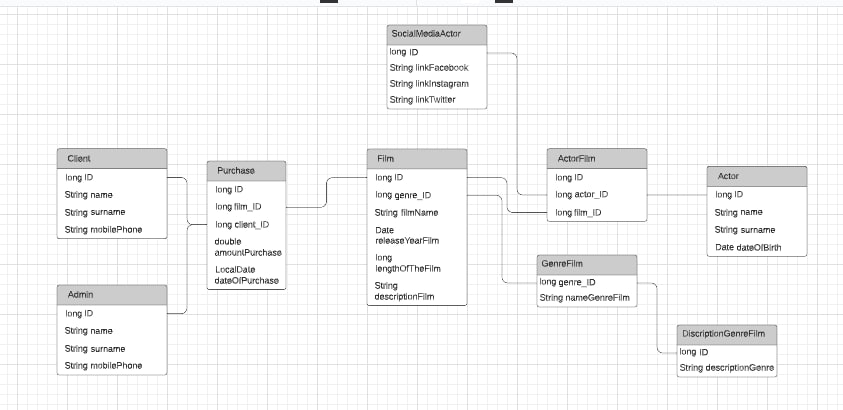 SocialMediaActor
long ID
String linkFacebook
String linkInstagram
String linkTwitter
Client
long ID
String name
String surname
String mobilePhone
Purchase
long ID
long film_ID
long client_ID
double
amountPurchase
LocalDate
dateOfPurchase
Film
long ID
long genre_ID
String filmName
Date
releaseYearFilm
long
lengthOfTheFilm
String
descriptionFilm
ActorFilm
long ID
long actor_ID
long film_ID
Actor
long ID
String name
String surname
Date dateOfBirth
Admin
long ID
String name
String surname
String mobilePhone
GenreFilm
long genre_ID
String nameGenreFilm
DiscriptionGenreFilm
long ID
String descriptionGenre